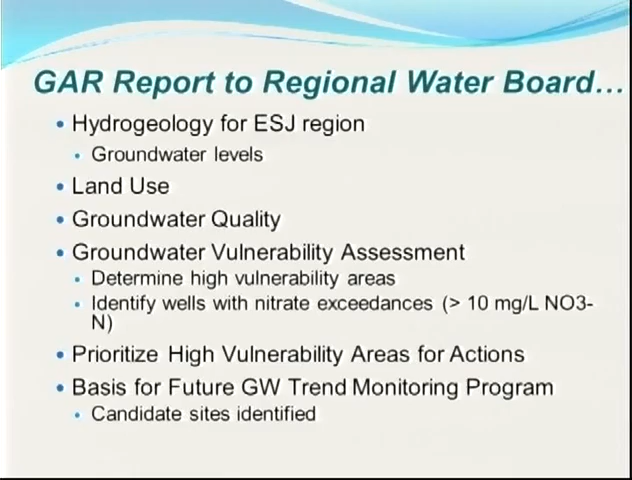 GAR Report to Regional Water Board...
• Hydrogeology for ESJ region
• Groundwater levels
• Land Use
• Groundwater Quality
• Groundwater Vulnerability Assessment
• Determine high vulnerability areas
• Identify wells with nitrate exceedances (> 10 mg/L NO3-
N)
• Prioritize High Vulnerability Areas for Actions
• Basis for Future GW Trend Monitoring Program
• Candidate sites identified